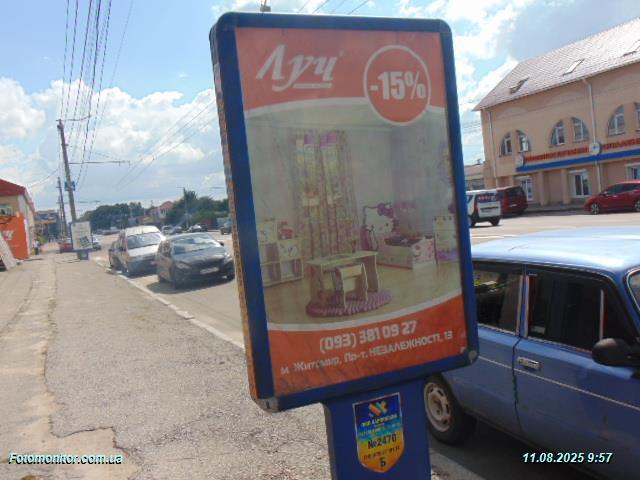 Луч
-15%
(093) 381 09 27
м. Житомир, Пр-т. НЕЗАЛЕЖНОСТІ, 13
№2470
Б
Fotomonitor.com.ua
11.08.2025 9:57